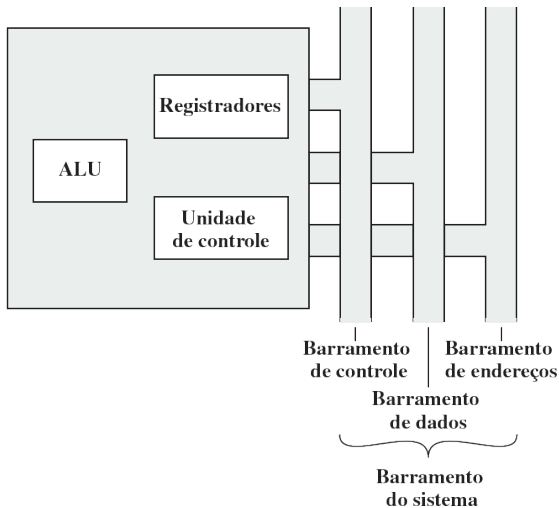 Registradores
ALU
Unidade
de controle
Barramento
de controle
Barramento
de endereços
Barramento
de dados
Barramento
do sistema